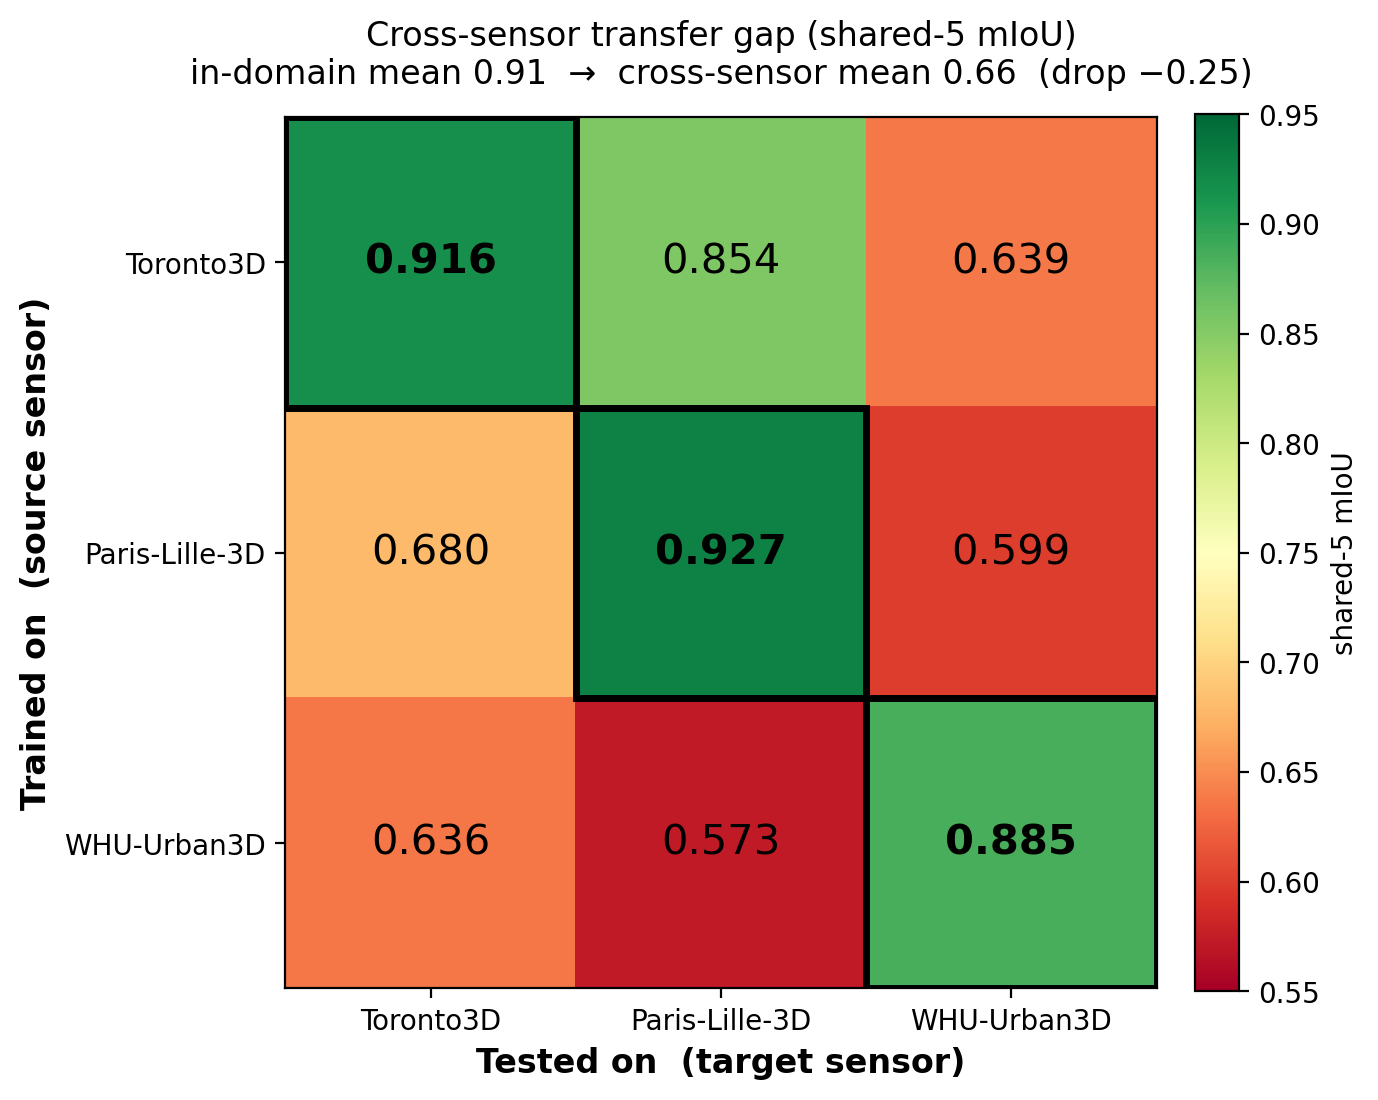 Cross-sensor transfer gap (shared-5 mIoU)
in-domain mean 0.91 → cross-sensor mean 0.66 (drop −0.25)
Trained on (source sensor)
Toronto3D
0.916
0.854
0.639
Paris-Lille-3D
0.680
0.927
0.599
WHU-Urban3D
0.636
0.573
0.885
Toronto3D
Paris-Lille-3D
WHU-Urban3D
Tested on (target sensor)
0.95
0.90
0.85
0.80
0.75
0.70
0.65
0.60
0.55
shared-5 mIoU